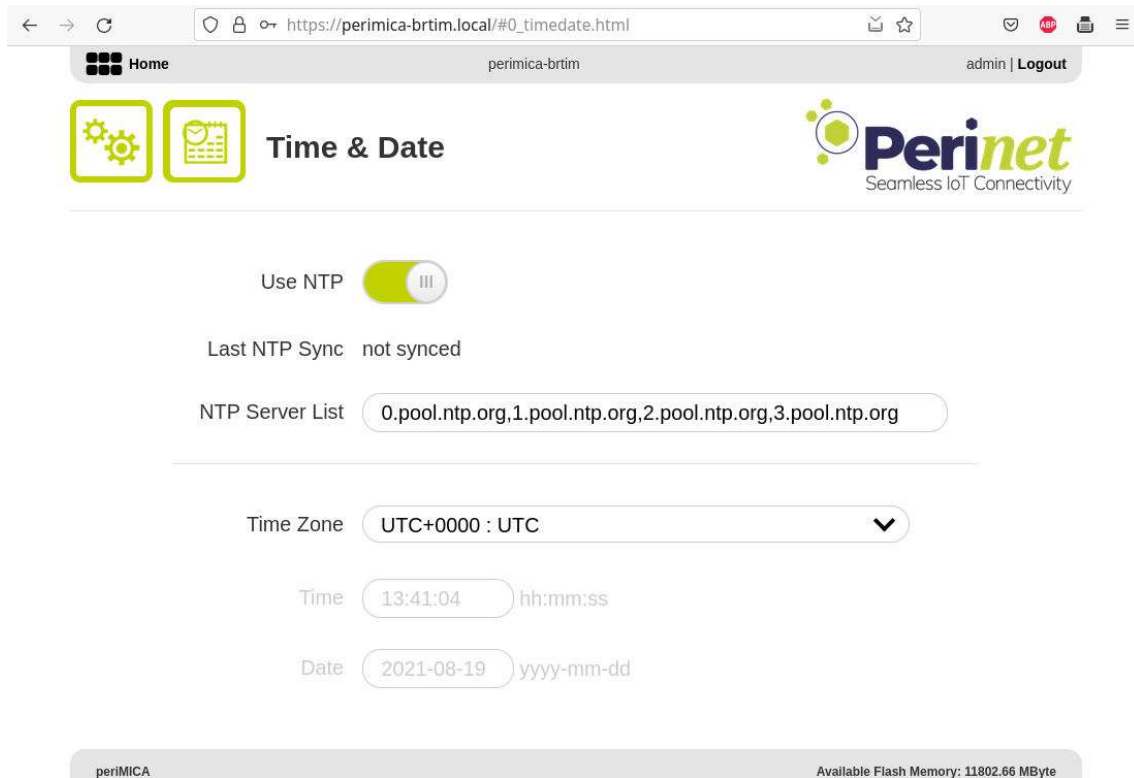 https://perimica-brtim.local/#0_timedate.html
ABP
Home perimica-brtim admin | Logout
Time & Date
Perinet
Seamless IoT Connectivity
Use NTP
Last NTP Sync not synced
NTP Server List 0.pool.ntp.org,1.pool.ntp.org,2.pool.ntp.org,3.pool.ntp.org
Time Zone UTC+0000 : UTC
Time 13:41:04 hh:mm:ss
Date 2021-08-19 yyyy-mm-dd
periMICA Available Flash Memory: 11802.66 MByte